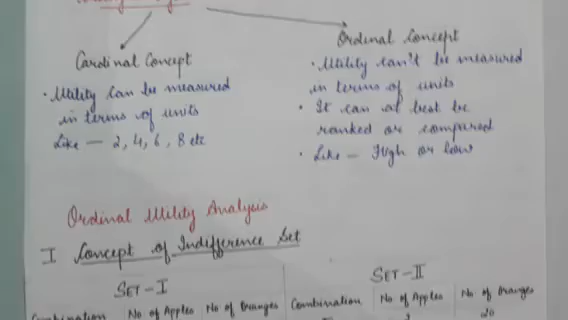 Cardinal Concept
· Utility can be measured
in terms of units
Like — 2, 4, 6, 8 etc
Ordinal Concept
· Utility can't be measured
in terms of units
· It can at best be
ranked or compared
· Like — High or low
Ordinal Utility Analysis
I Concept of Indifference Set
SET-I
Combination No of Apples No of Oranges
SET-II
Combination No of Apples No of Oranges
20